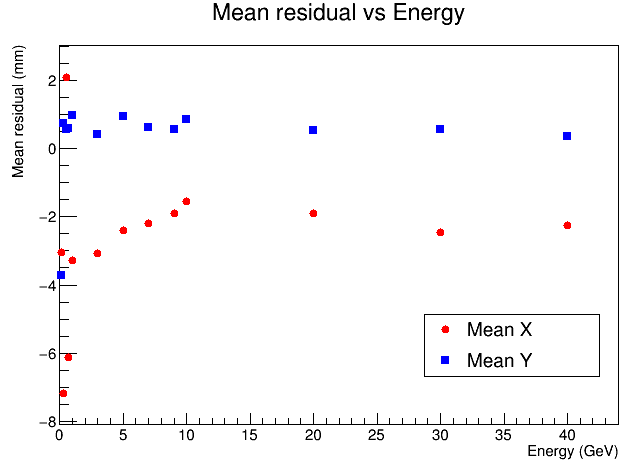 Mean residual vs Energy
Mean residual (mm)
2
0
−2
−4
−6
−8
0 5 10 15 20 25 30 35 40
Energy (GeV)
Mean X
Mean Y